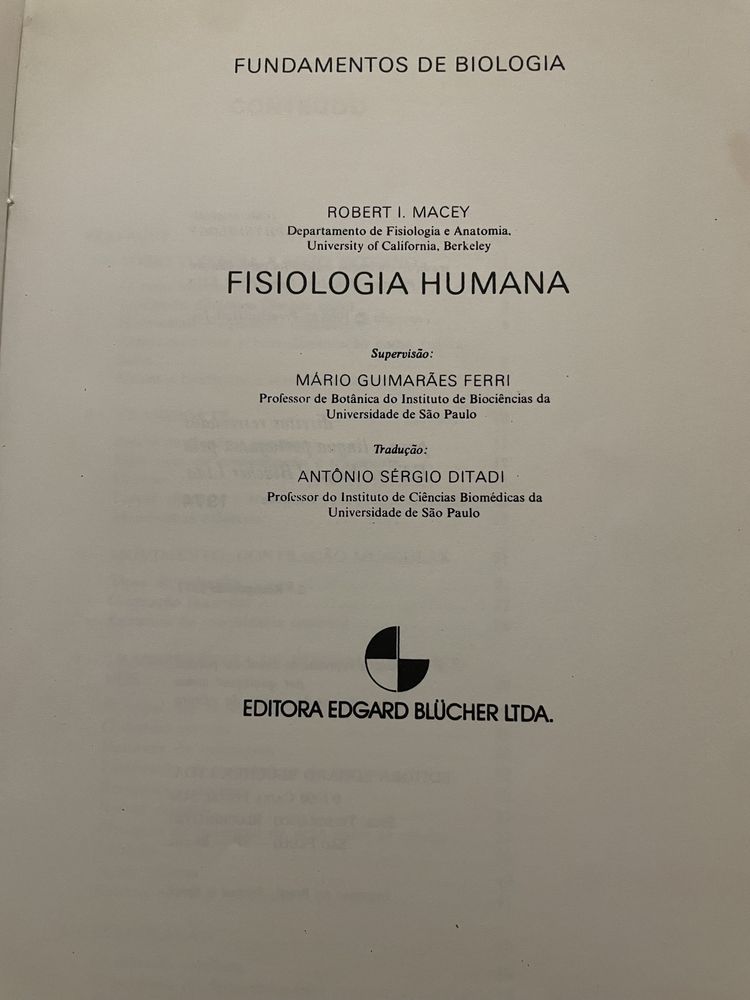 FUNDAMENTOS DE BIOLOGIA
ROBERT I. MACEY
Departamento de Fisiologia e Anatomia,
University of California, Berkeley
FISIOLOGIA HUMANA
Supervisão:
MÁRIO GUIMARÃES FERRI
Professor de Botânica do Instituto de Biociências da
Universidade de São Paulo
Tradução:
ANTÔNIO SÉRGIO DITADI
Professor do Instituto de Ciências Biomédicas da
Universidade de São Paulo
EDITORA EDGARD BLÜCHER LTDA.